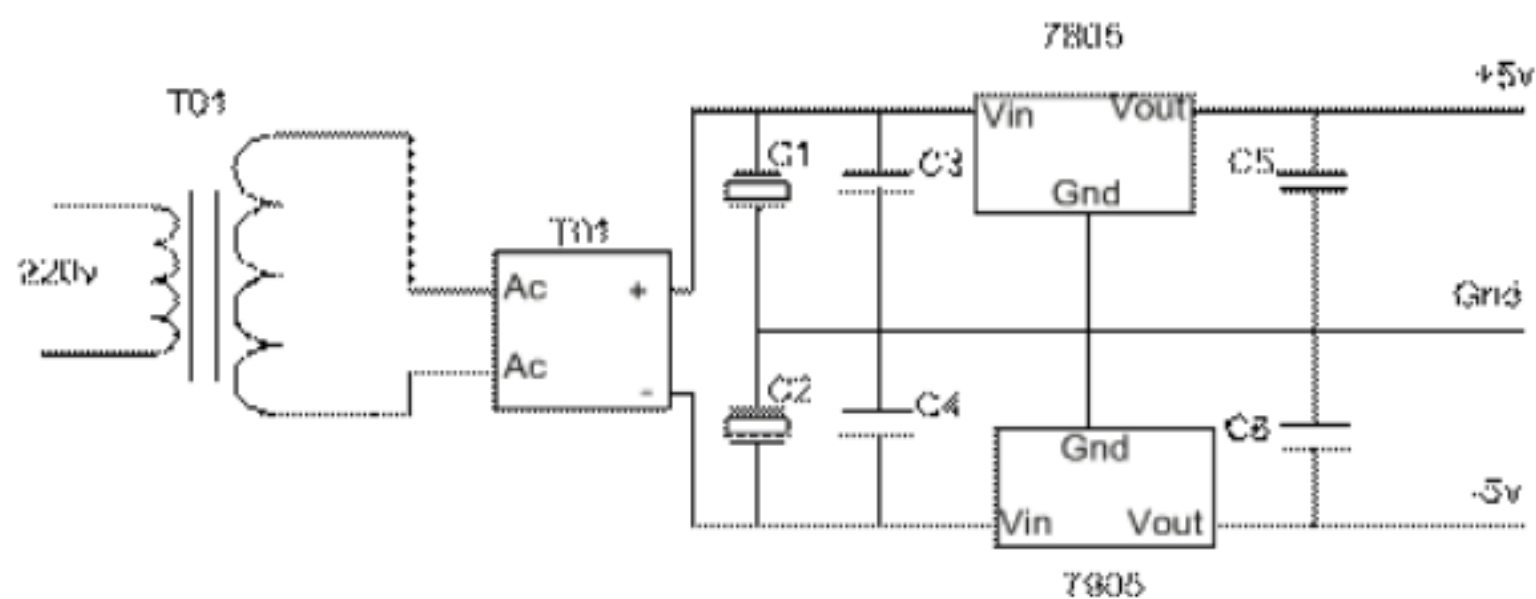 7805
+5v
T01
Vin
Vout
C1
C3
C5
Gnd
T01
220v
Ac
+
Gnd
Ac
-
C2
C4
C6
Gnd
-5v
Vin
Vout
7905